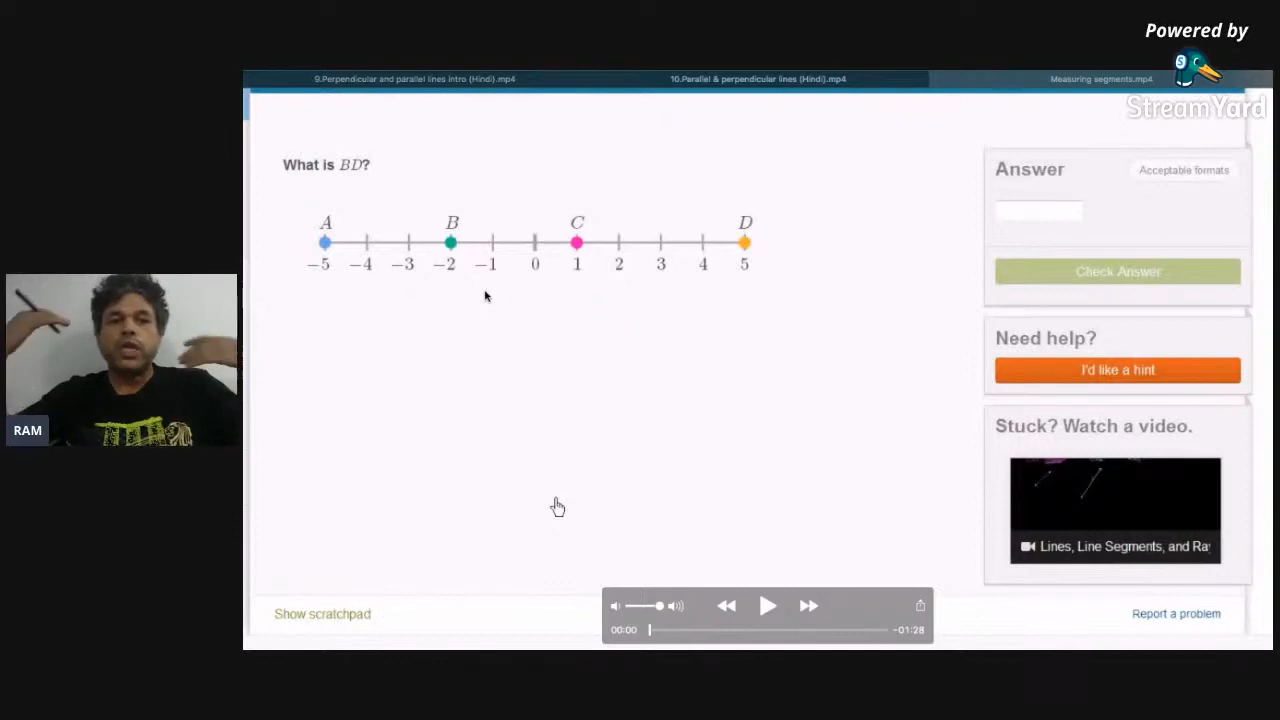 Powered by
StreamYard
9.Perpendicular and parallel lines intro (Hindi).mp4
10.Parallel & perpendicular lines (Hindi).mp4
Measuring segments.mp4
What is BD?
A B C D
−5 −4 −3 −2 −1 0 1 2 3 4 5
Answer
Acceptable formats
Check Answer
Need help?
I'd like a hint
Stuck? Watch a video.
Lines, Line Segments, and Ra
Show scratchpad
Report a problem
00:00
−01:28
RAM